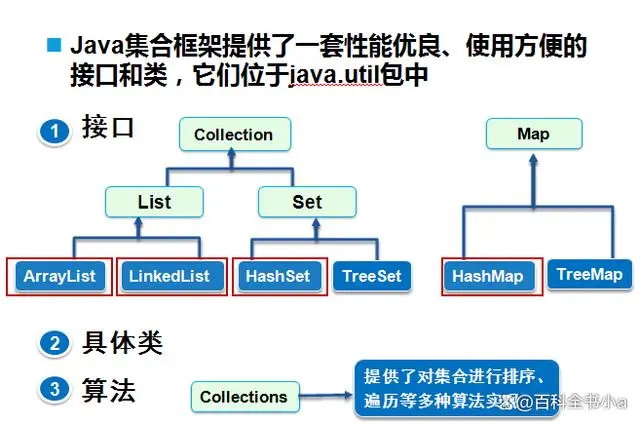 Java集合框架提供了一套性能优良、使用方便的
接口和类，它们位于java.util包中
1 接口
Collection
Map
List
Set
ArrayList
LinkedList
HashSet
TreeSet
HashMap
TreeMap
2 具体类
3 算法
Collections
提供了对集合进行排序、
遍历等多种算法实现
@百科全书小a